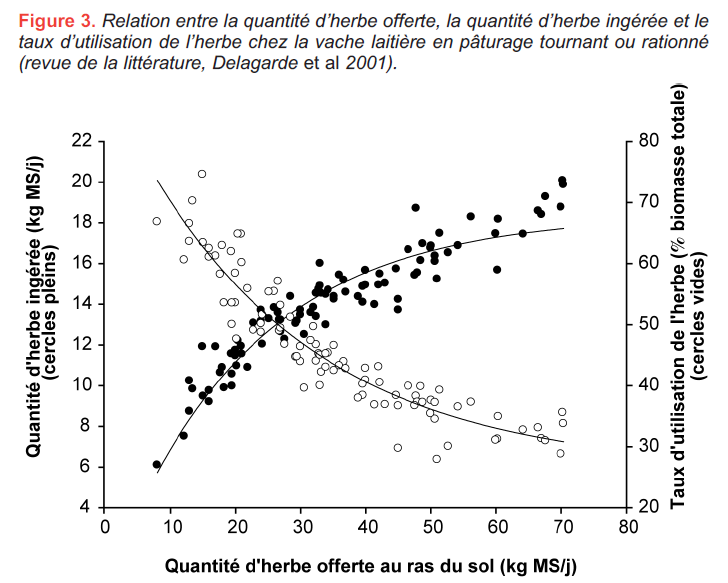 Figure 3. Relation entre la quantité d'herbe offerte, la quantité d'herbe ingérée et le
taux d'utilisation de l'herbe chez la vache laitière en pâturage tournant ou rationné
(revue de la littérature, Delagarde et al 2001).
Quantité d'herbe ingérée (kg MS/j)
(cercles pleins)
22
20
18
16
14
12
10
8
6
4
80
70
60
50
40
30
20
Taux d'utilisation de l'herbe (% biomasse totale)
(cercles vides)
0 10 20 30 40 50 60 70 80
Quantité d'herbe offerte au ras du sol (kg MS/j)